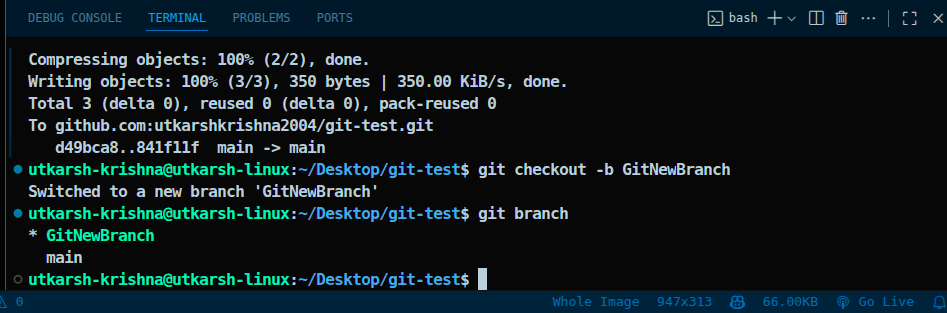 DEBUG CONSOLE TERMINAL PROBLEMS PORTS bash
Compressing objects: 100% (2/2), done.
Writing objects: 100% (3/3), 350 bytes | 350.00 KiB/s, done.
Total 3 (delta 0), reused 0 (delta 0), pack-reused 0
To github.com:utkarshkrishna2004/git-test.git
   d49bca8..841f11f  main -> main
utkarsh-krishna@utkarsh-linux:~/Desktop/git-test$ git checkout -b GitNewBranch
Switched to a new branch 'GitNewBranch'
utkarsh-krishna@utkarsh-linux:~/Desktop/git-test$ git branch
* GitNewBranch
  main
utkarsh-krishna@utkarsh-linux:~/Desktop/git-test$
0 Whole Image 947x313 66.00KB Go Live